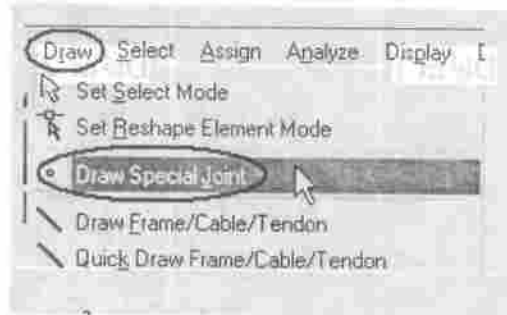 Draw Select Assign Analyze Display
Set Select Mode
Set Reshape Element Mode
Draw Special Joint
Draw Frame/Cable/Tendon
Quick Draw Frame/Cable/Tendon